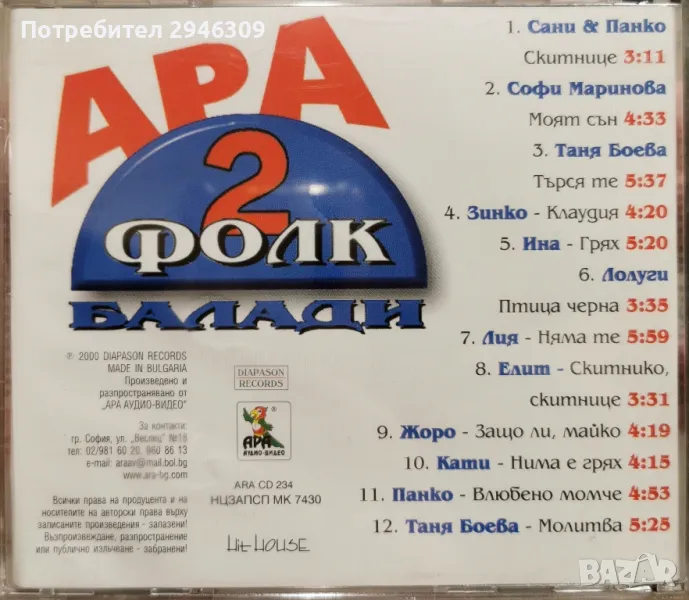 Потребител 2946309
АРА
2
ФОЛК
БАЛАДИ
1. Сани & Панко
Скитнице 3:11
2. Софи Маринова
Моят сън 4:33
3. Таня Боева
Търся те 5:37
4. Зинко - Клаудия 4:20
5. Ина - Грях 5:20
6. Лолуги
Птица черна 3:35
7. Лия - Няма те 5:59
8. Елит - Скитнико,
скитнице 3:31
9. Жоро - Защо ли, майко 4:19
10. Кати - Нима е грях 4:15
11. Панко - Влюбено момче 4:53
12. Таня Боева - Молитва 5:25
℗ 2000 DIAPASON RECORDS
MADE IN BULGARIA
Произведено и
разпространявано от
„АРА АУДИО-ВИДЕО"
За контакти:
гр. София, ул. „Веслец" №18
тел: 02/981 60 20, 980 86 13
e-mail: araav@mail.bol.bg
www.ara-bg.com
Всички права на продуцента и на
носителите на авторски права върху
записаните произведения - запазени!
Възпроизвеждане, разпространение
или публично излъчване - забранени!
DIAPASON
RECORDS
АРА
АУДИО-ВИДЕО
ARA CD 234
НЦЗАПСП МК 7430
Hit HOUSE
BAZAR